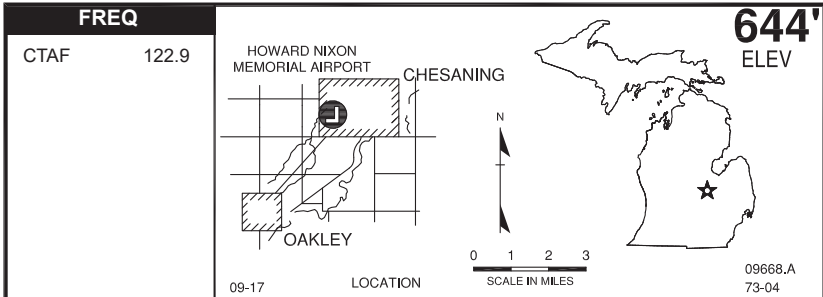 FREQ
CTAF 122.9
HOWARD NIXON
MEMORIAL AIRPORT
CHESANING
OAKLEY
09-17
LOCATION
N
0 1 2 3
SCALE IN MILES
644'
ELEV
09668.A
73-04